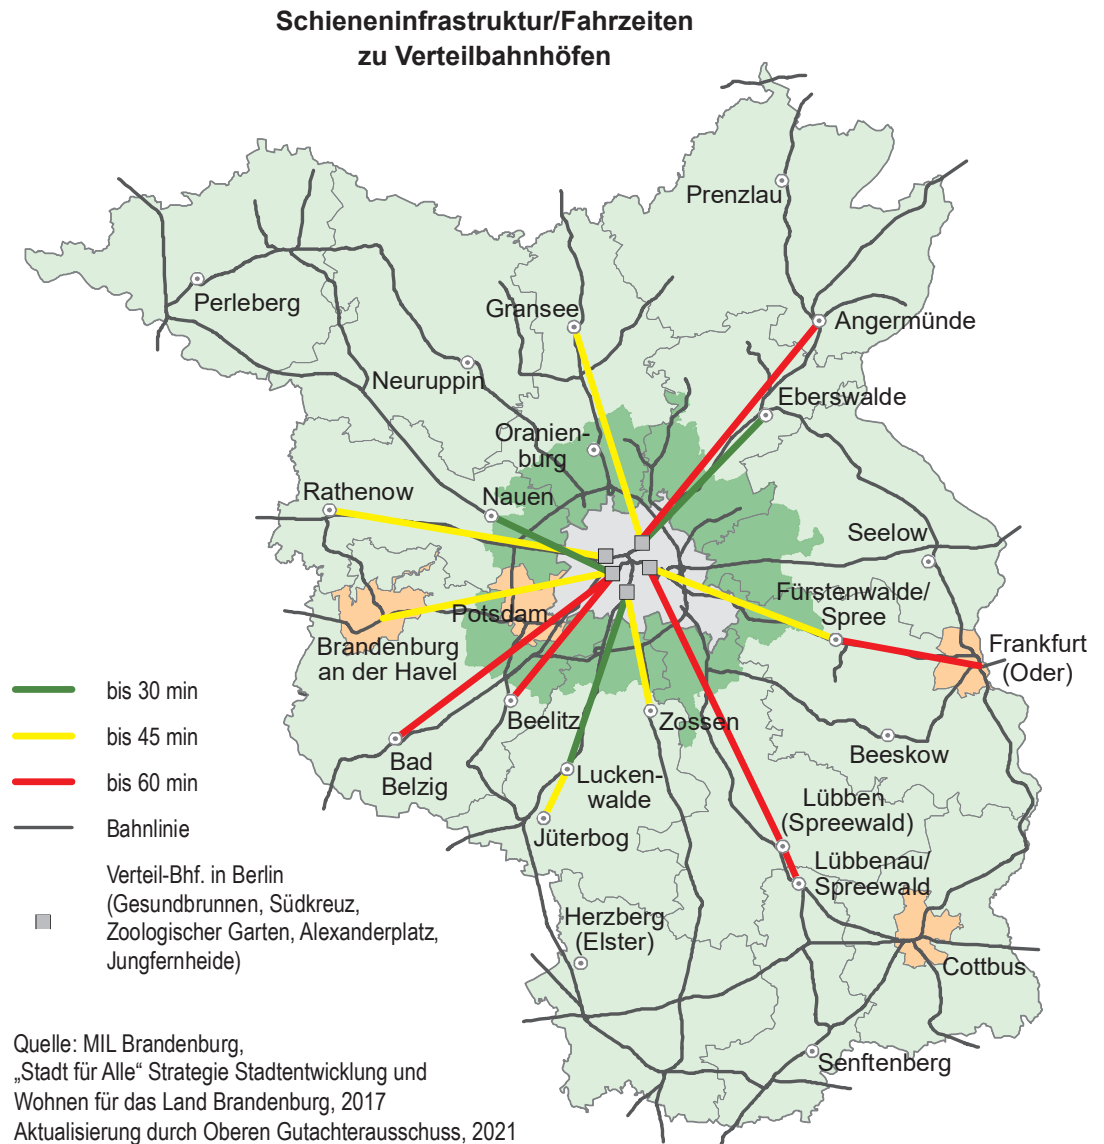 Schieneninfrastruktur/Fahrzeiten
zu Verteilbahnhöfen
Prenzlau
Perleberg
Gransee
Angermünde
Neuruppin
Eberswalde
Oranien-
burg
Rathenow
Nauen
Seelow
Fürstenwalde/
Spree
Potsdam
Brandenburg
an der Havel
Frankfurt
(Oder)
Beelitz
Zossen
Beeskow
Bad
Belzig
Lucken-
walde
Jüterbog
Lübben
(Spreewald)
Lübbenau/
Spreewald
Herzberg
(Elster)
Cottbus
Senftenberg
bis 30 min
bis 45 min
bis 60 min
Bahnlinie
Verteil-Bhf. in Berlin
(Gesundbrunnen, Südkreuz,
Zoologischer Garten, Alexanderplatz,
Jungfernheide)
Quelle: MIL Brandenburg,
„Stadt für Alle“ Strategie Stadtentwicklung und
Wohnen für das Land Brandenburg, 2017
Aktualisierung durch Oberen Gutachterausschuss, 2021